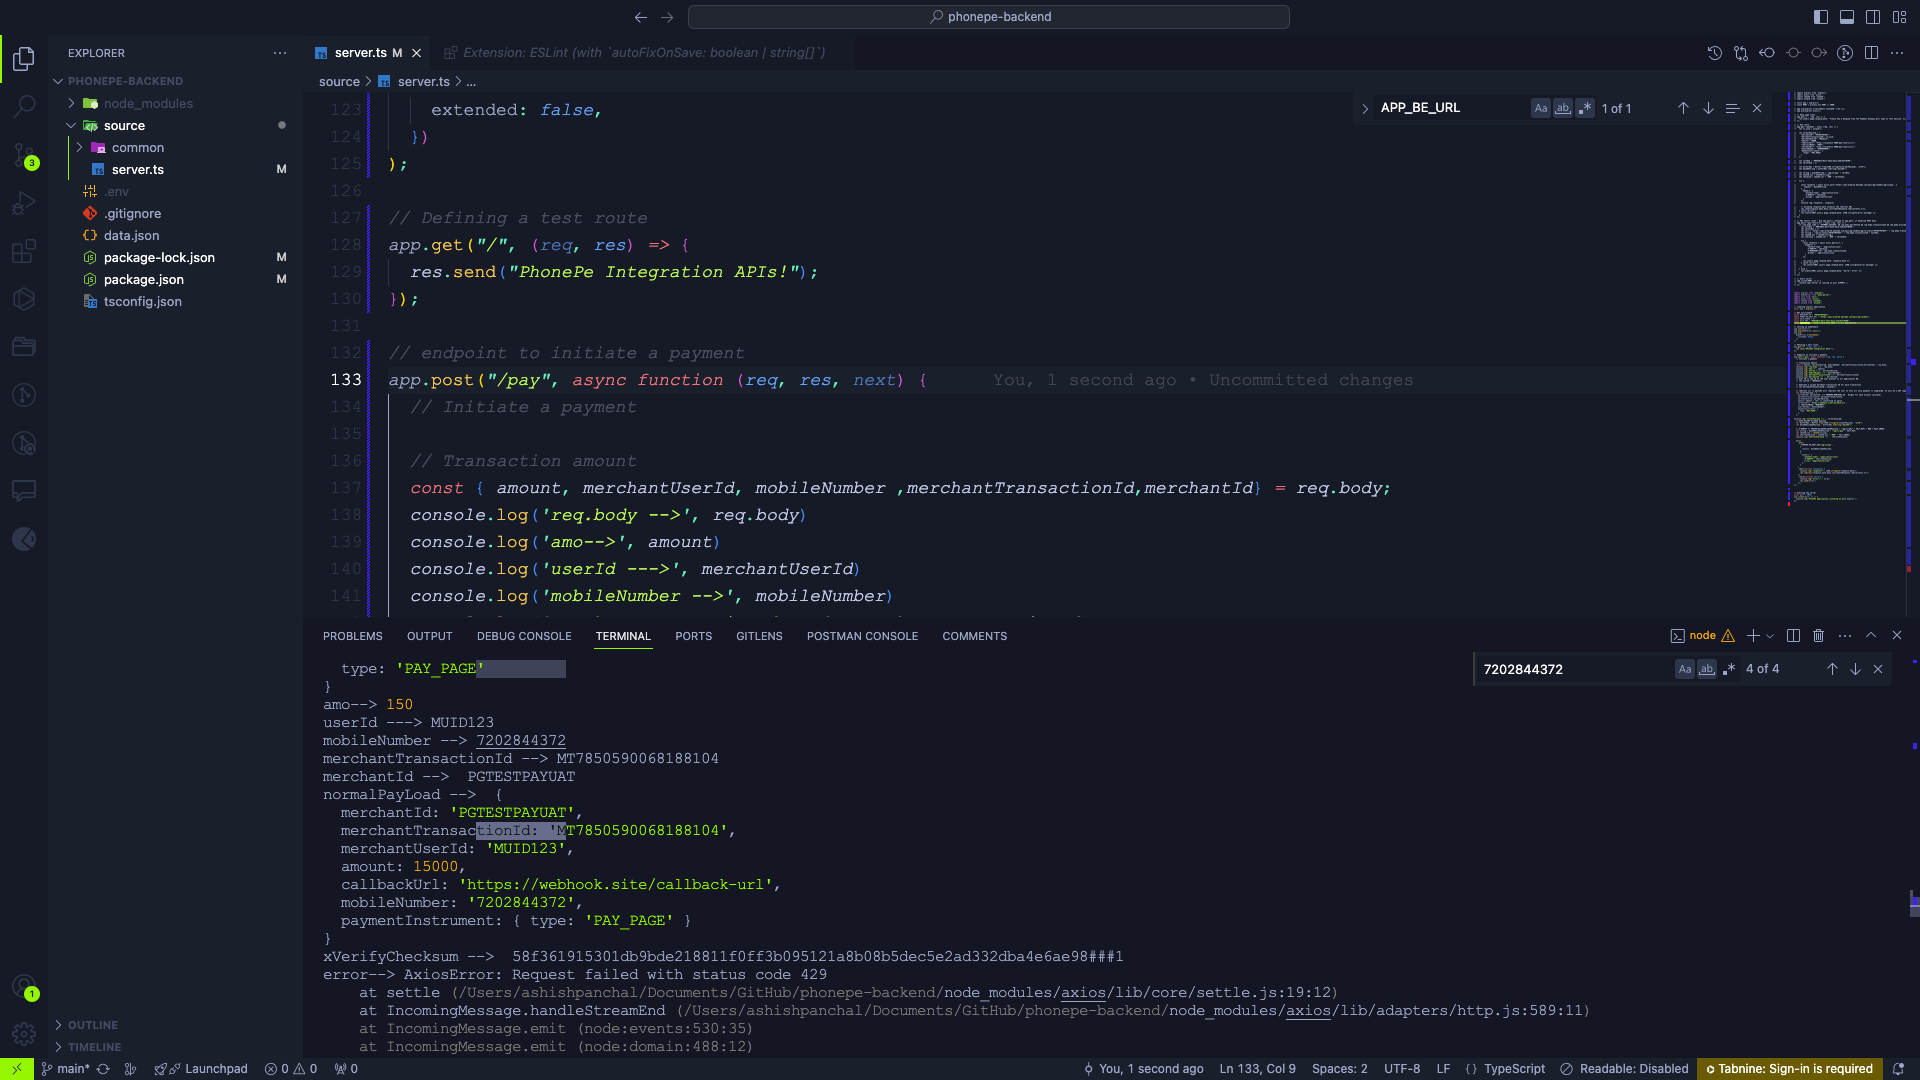 phonepe-backend
EXPLORER
server.ts M
Extension: ESLint (with `autoFixOnSave: boolean | string[]`)
PHONEPE-BACKEND
source > server.ts > ...
node_modules
source
common
server.ts M
.env
.gitignore
data.json
package-lock.json M
package.json M
tsconfig.json
3
APP_BE_URL
Aa ab .* 1 of 1
123 extended: false,
124 })
125 );
126
127 // Defining a test route
128 app.get("/", (req, res) => {
129 res.send("PhonePe Integration APIs!");
130 });
131
132 // endpoint to initiate a payment
133 app.post("/pay", async function (req, res, next) { You, 1 second ago • Uncommitted changes
134 // Initiate a payment
135
136 // Transaction amount
137 const { amount, merchantUserId, mobileNumber ,merchantTransactionId,merchantId} = req.body;
138 console.log('req.body -->', req.body)
139 console.log('amo-->', amount)
140 console.log('userId --->', merchantUserId)
141 console.log('mobileNumber -->', mobileNumber)
PROBLEMS OUTPUT DEBUG CONSOLE TERMINAL PORTS GITLENS POSTMAN CONSOLE COMMENTS
node
7202844372 Aa ab .* 4 of 4
type: 'PAY_PAGE'
}
amo--> 150
userId ---> MUID123
mobileNumber --> 7202844372
merchantTransactionId --> MT7850590068188104
merchantId --> PGTESTPAYUAT
normalPayLoad --> {
merchantId: 'PGTESTPAYUAT',
merchantTransactionId: 'MT7850590068188104',
merchantUserId: 'MUID123',
amount: 15000,
callbackUrl: 'https://webhook.site/callback-url',
mobileNumber: '7202844372',
paymentInstrument: { type: 'PAY_PAGE' }
}
xVerifyChecksum --> 58f361915301db9bde218811f0ff3b095121a8b08b5dec5e2ad332dba4e6ae98###1
error--> AxiosError: Request failed with status code 429
at settle (/Users/ashishpanchal/Documents/GitHub/phonepe-backend/node_modules/axios/lib/core/settle.js:19:12)
at IncomingMessage.handleStreamEnd (/Users/ashishpanchal/Documents/GitHub/phonepe-backend/node_modules/axios/lib/adapters/http.js:589:11)
at IncomingMessage.emit (node:events:530:35)
at IncomingMessage.emit (node:domain:488:12)
1
OUTLINE
TIMELINE
main* Launchpad 0 0 0 You, 1 second ago Ln 133, Col 9 Spaces: 2 UTF-8 LF {} TypeScript Readable: Disabled Tabnine: Sign-in is required